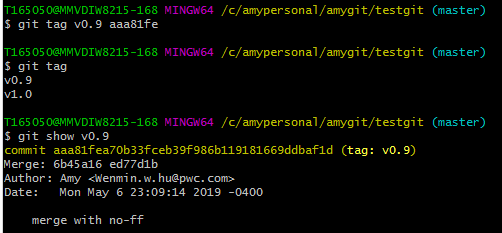 T165050@MMVDIW8215-168 MINGW64 /c/amypersonal/amygit/testgit (master)
$ git tag v0.9 aaa81fe
T165050@MMVDIW8215-168 MINGW64 /c/amypersonal/amygit/testgit (master)
$ git tag
v0.9
v1.0
T165050@MMVDIW8215-168 MINGW64 /c/amypersonal/amygit/testgit (master)
$ git show v0.9
commit aaa81fea70b33fceb39f986b119181669ddbaf1d (tag: v0.9)
Merge: 6b45a16 ed77d1b
Author: Amy <Wenmin.w.hu@pwc.com>
Date:   Mon May 6 23:09:14 2019 -0400
    merge with no-ff